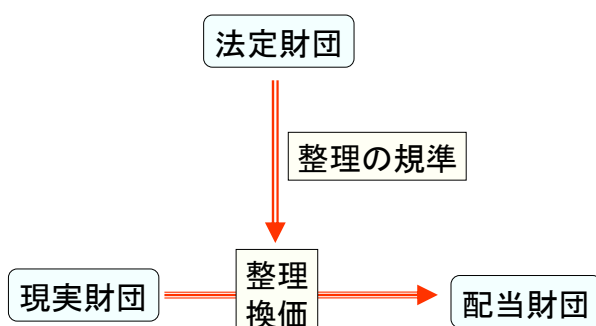 法定財団
整理の規準
現実財団
整理
換価
配当財団